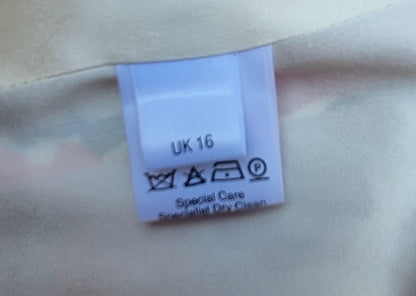 UK 16
P
Special Care
Specialist Dry Clean